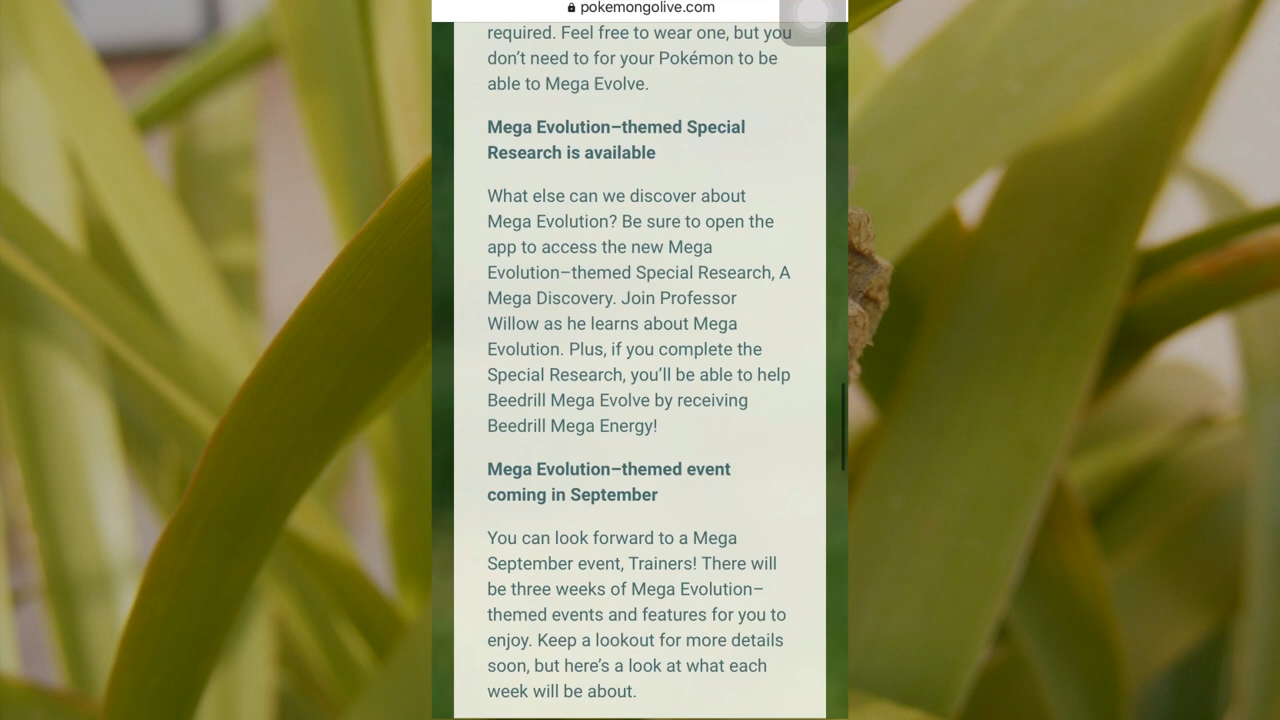 pokemongolive.com
required. Feel free to wear one, but you
don’t need to for your Pokémon to be
able to Mega Evolve.
Mega Evolution–themed Special
Research is available
What else can we discover about
Mega Evolution? Be sure to open the
app to access the new Mega
Evolution–themed Special Research, A
Mega Discovery. Join Professor
Willow as he learns about Mega
Evolution. Plus, if you complete the
Special Research, you’ll be able to help
Beedrill Mega Evolve by receiving
Beedrill Mega Energy!
Mega Evolution–themed event
coming in September
You can look forward to a Mega
September event, Trainers! There will
be three weeks of Mega Evolution–
themed events and features for you to
enjoy. Keep a lookout for more details
soon, but here’s a look at what each
week will be about.